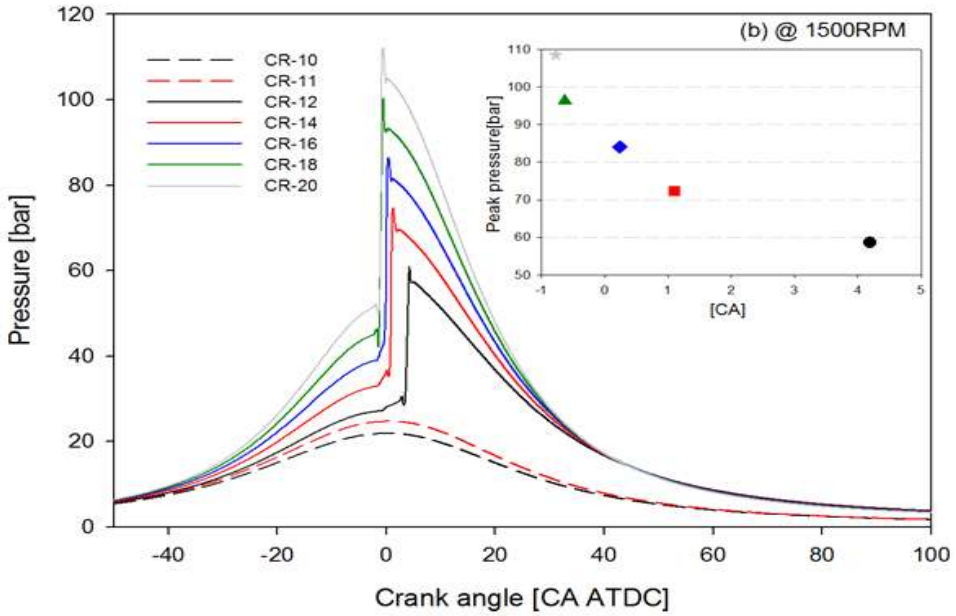 (b) @ 1500RPM
CR-10
CR-11
CR-12
CR-14
CR-16
CR-18
CR-20
Pressure [bar]
120
100
80
60
40
20
0
-40 -20 0 20 40 60 80 100
Crank angle [CA ATDC]
Peak pressure[bar]
110
100
90
80
70
60
50
-1 0 1 2 3 4 5
[CA]